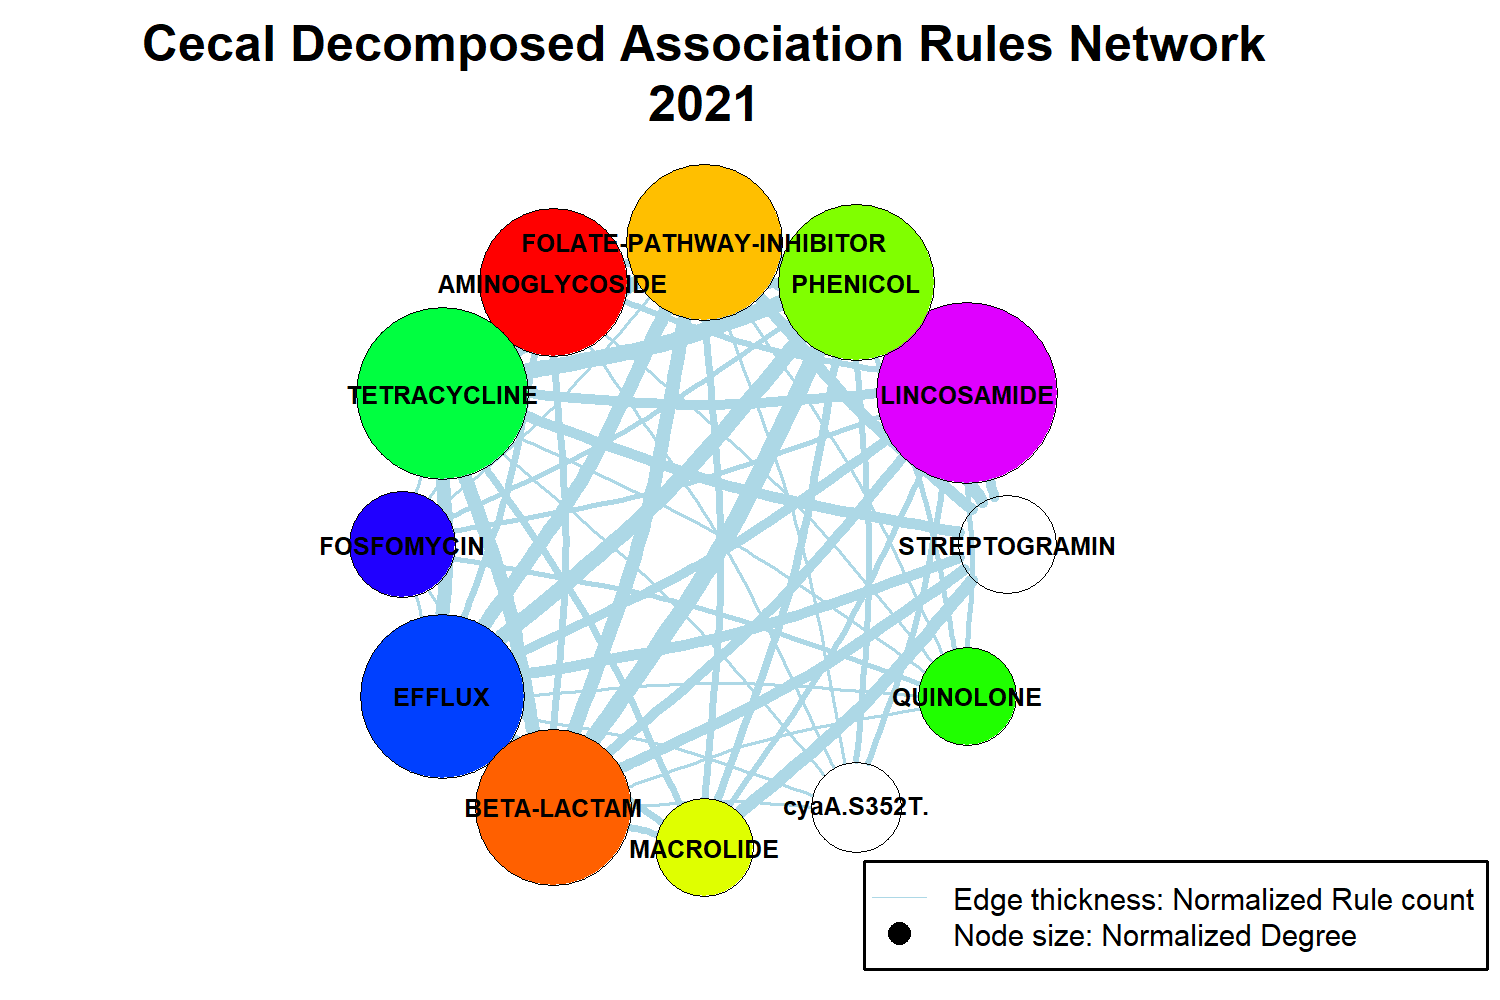 Cecal Decomposed Association Rules Network
2021
FOLATE-PATHWAY-INHIBITOR
AMINOGLYCOSIDE
PHENICOL
TETRACYCLINE
LINCOSAMIDE
FOSFOMYCIN
STREPTOGRAMIN
EFFLUX
QUINOLONE
BETA-LACTAM
cyaA.S352T.
MACROLIDE
Edge thickness: Normalized Rule count
Node size: Normalized Degree